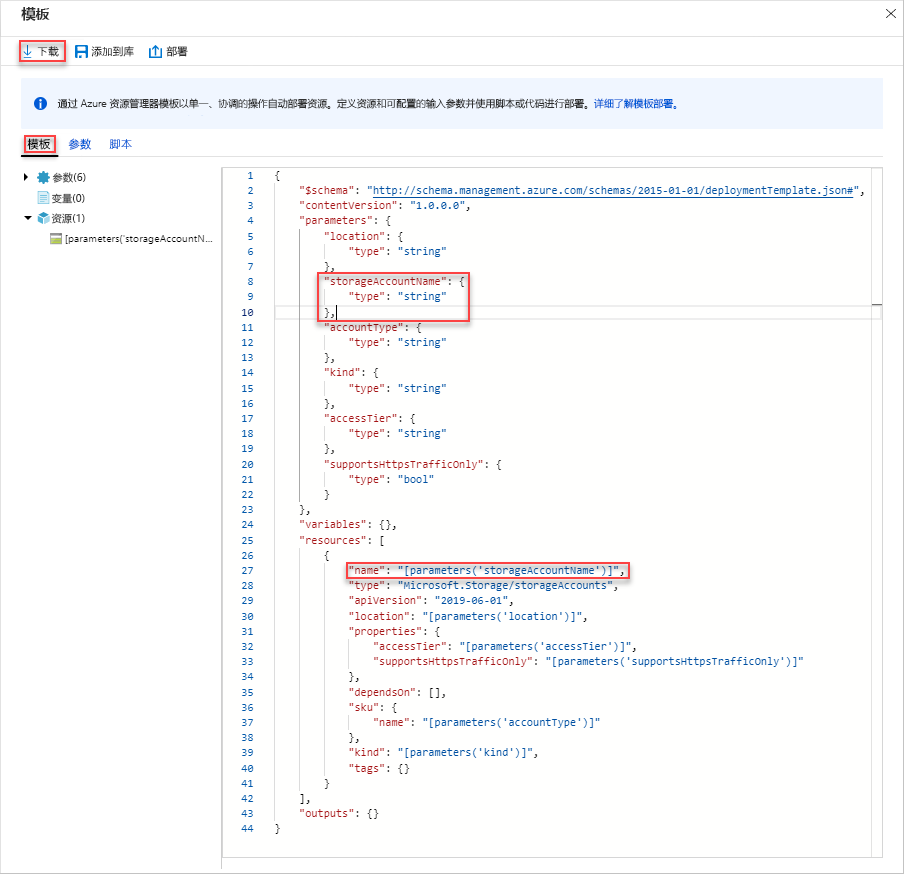 模板
下载 添加到库 部署
通过 Azure 资源管理器模板以单一、协调的操作自动部署资源。定义资源和可配置的输入参数并使用脚本或代码进行部署。详细了解模板部署。
模板 参数 脚本
参数(6)
变量(0)
资源(1)
[parameters('storageAccountN...
1 {
2 "$schema": "http://schema.management.azure.com/schemas/2015-01-01/deploymentTemplate.json#",
3 "contentVersion": "1.0.0.0",
4 "parameters": {
5 "location": {
6 "type": "string"
7 },
8 "storageAccountName": {
9 "type": "string"
10 },
11 "accountType": {
12 "type": "string"
13 },
14 "kind": {
15 "type": "string"
16 },
17 "accessTier": {
18 "type": "string"
19 },
20 "supportsHttpsTrafficOnly": {
21 "type": "bool"
22 }
23 },
24 "variables": {},
25 "resources": [
26 {
27 "name": "[parameters('storageAccountName')]",
28 "type": "Microsoft.Storage/storageAccounts",
29 "apiVersion": "2019-06-01",
30 "location": "[parameters('location')]",
31 "properties": {
32 "accessTier": "[parameters('accessTier')]",
33 "supportsHttpsTrafficOnly": "[parameters('supportsHttpsTrafficOnly')]"
34 },
35 "dependsOn": [],
36 "sku": {
37 "name": "[parameters('accountType')]"
38 },
39 "kind": "[parameters('kind')]",
40 "tags": {}
41 }
42 ],
43 "outputs": {}
44 }